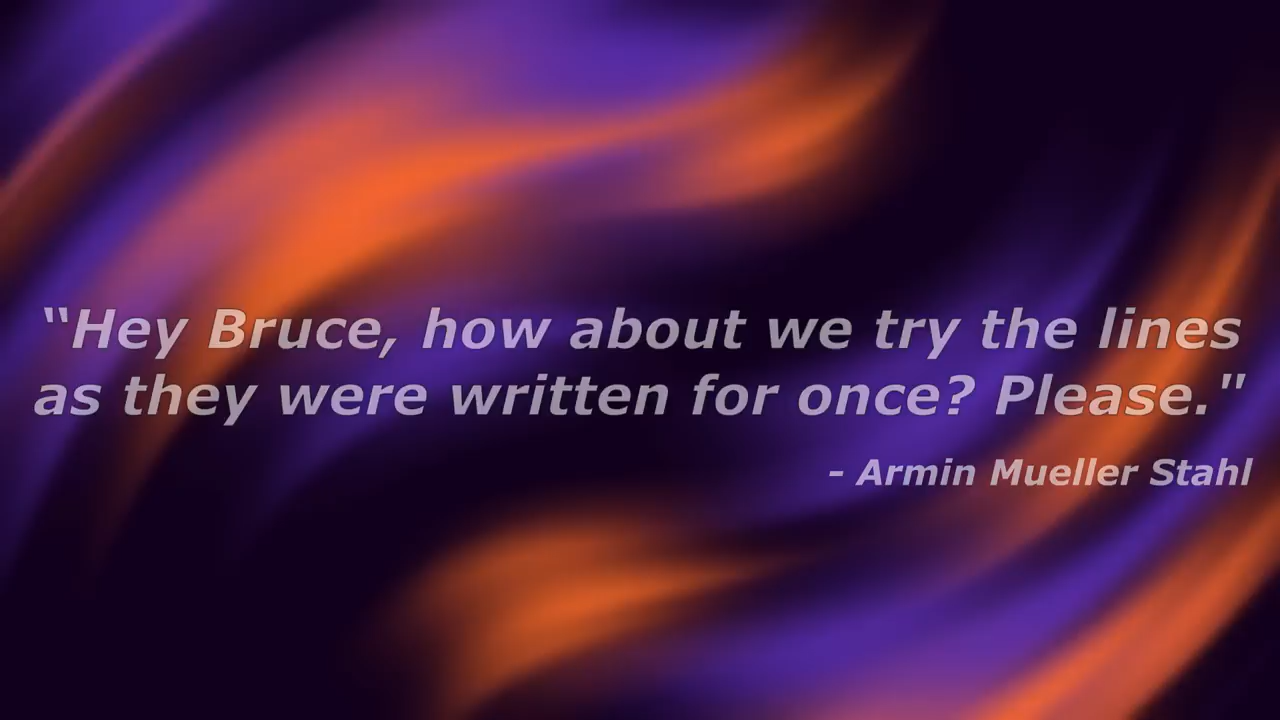 “Hey Bruce, how about we try the lines
as they were written for once? Please."
- Armin Mueller Stahl